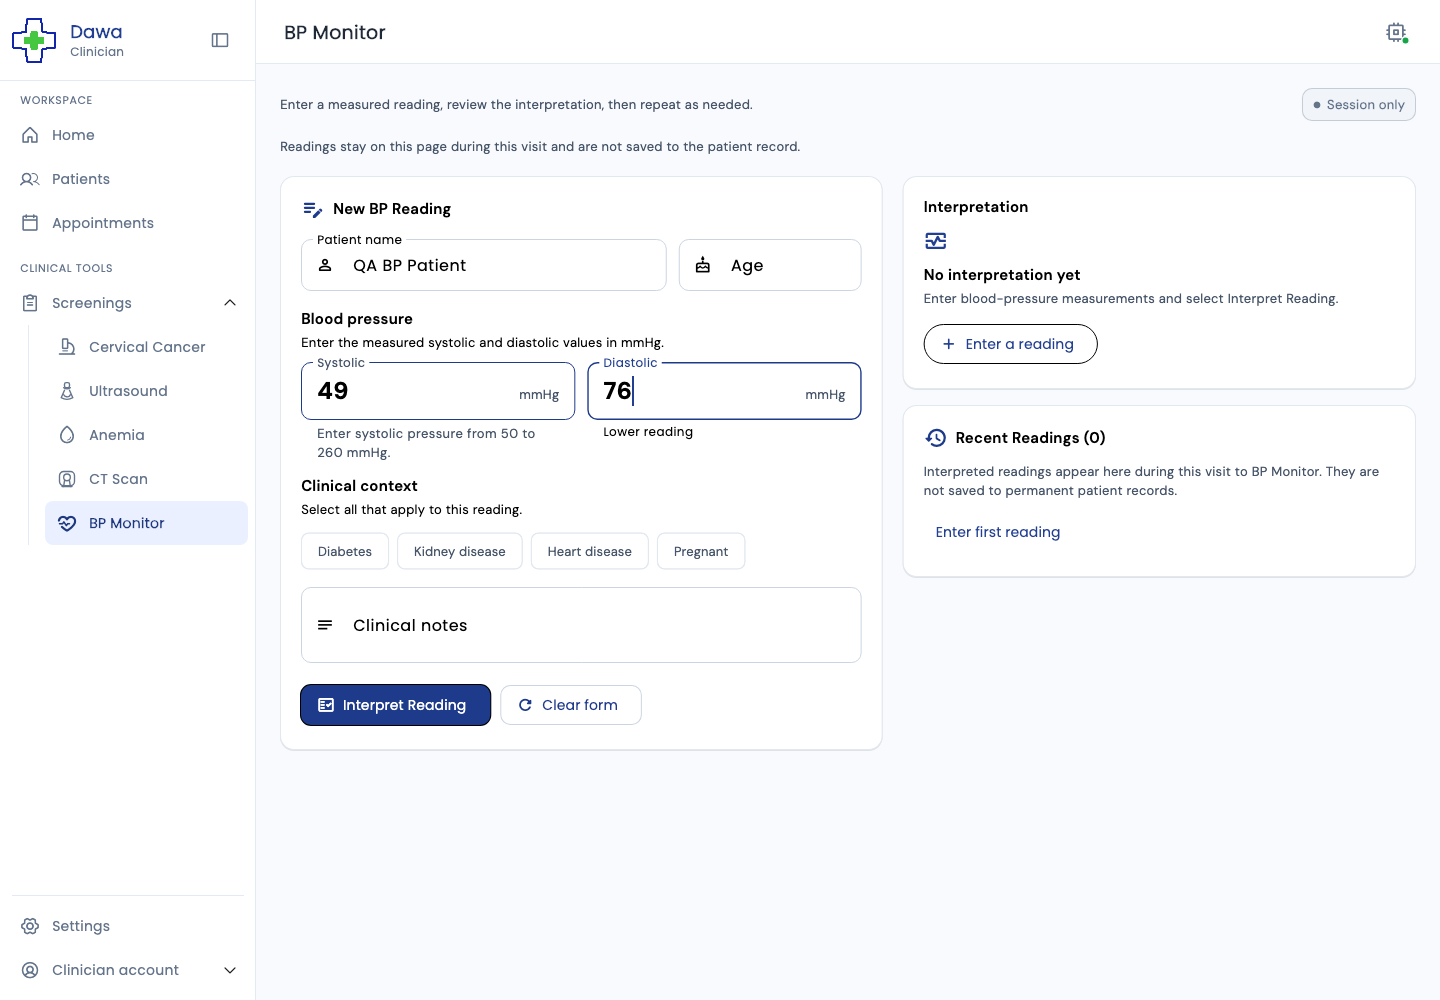 Dawa
Clinician
WORKSPACE
Home
Patients
Appointments
CLINICAL TOOLS
Screenings
Cervical Cancer
Ultrasound
Anemia
CT Scan
BP Monitor
Settings
Clinician account
BP Monitor
Enter a measured reading, review the interpretation, then repeat as needed.
Session only
Readings stay on this page during this visit and are not saved to the patient record.
New BP Reading
Patient name
QA BP Patient
Age
Blood pressure
Enter the measured systolic and diastolic values in mmHg.
Systolic
49 mmHg
Enter systolic pressure from 50 to
260 mmHg.
Diastolic
76 mmHg
Lower reading
Clinical context
Select all that apply to this reading.
Diabetes
Kidney disease
Heart disease
Pregnant
Clinical notes
Interpret Reading
Clear form
Interpretation
No interpretation yet
Enter blood-pressure measurements and select Interpret Reading.
Enter a reading
Recent Readings (0)
Interpreted readings appear here during this visit to BP Monitor. They are
not saved to permanent patient records.
Enter first reading